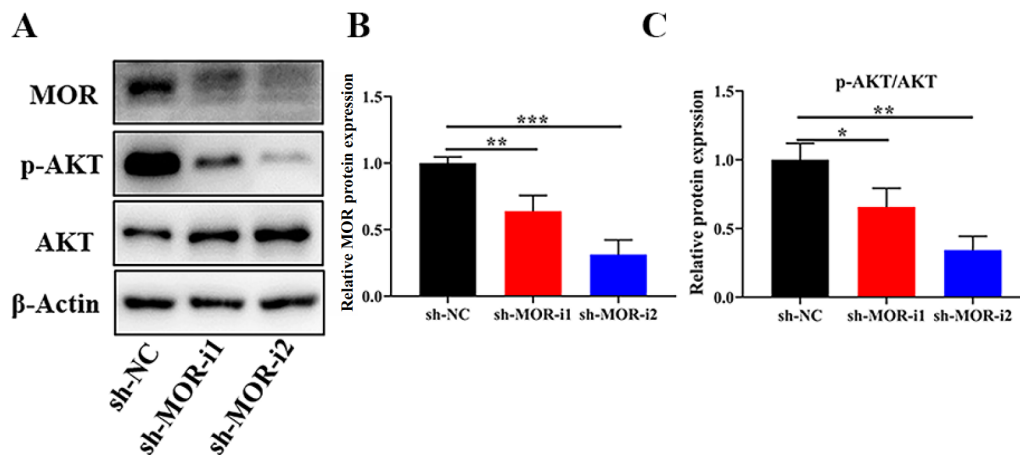 A
MOR
p-AKT
AKT
β-Actin
sh-NC
sh-MOR-i1
sh-MOR-i2
B
Relative MOR protein expression
1.5
1.0
0.5
0.0
***
**
sh-NC sh-MOR-i1 sh-MOR-i2
C
p-AKT/AKT
Relative protein exprssion
1.5
1.0
0.5
0.0
**
*
sh-NC sh-MOR-i1 sh-MOR-i2